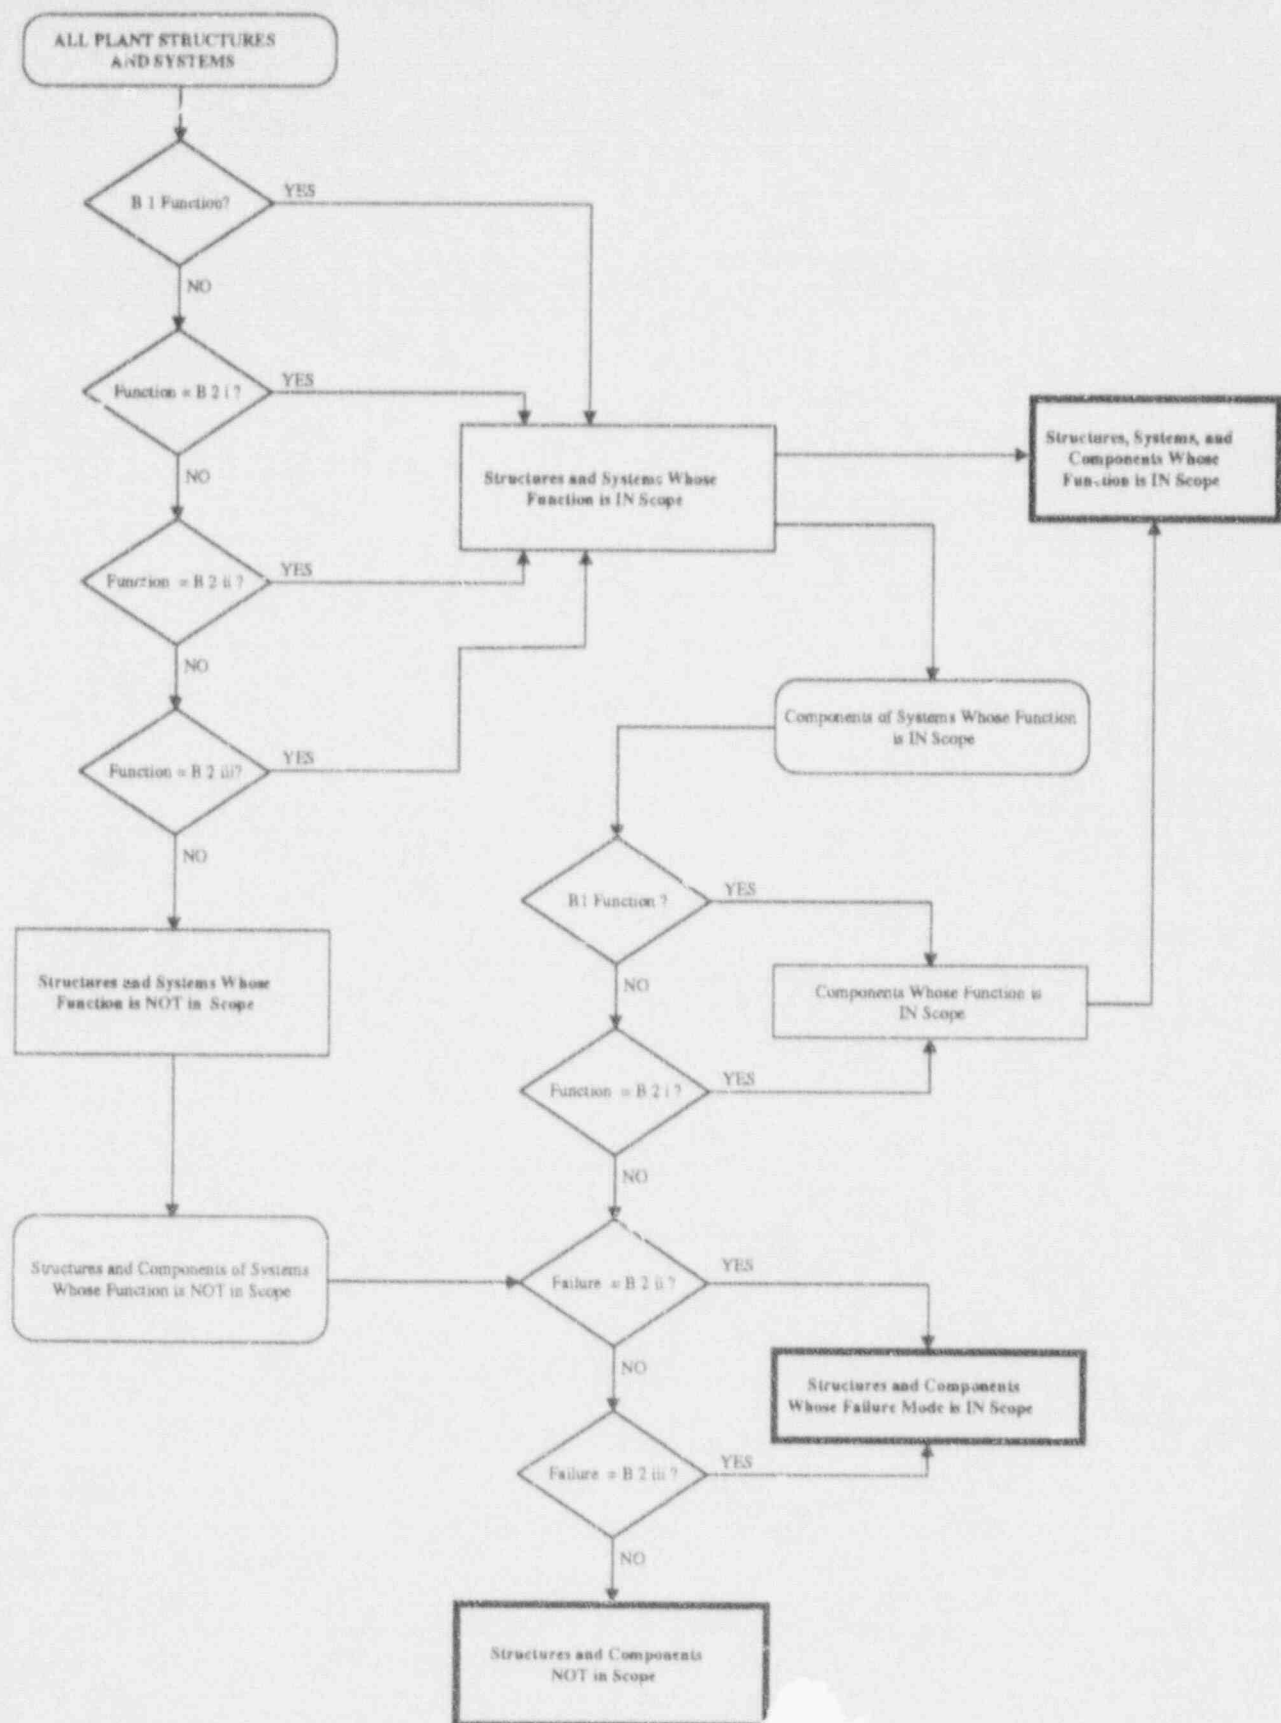 ALL PLANT STRUCTURES
AND SYSTEMS
B 1 Function?
YES
NO
Function = B 2 i ?
YES
NO
Function = B 2 ii ?
YES
NO
Function = B 2 iii?
YES
NO
Structures and Systems Whose
Function is IN Scope
Structures, Systems, and
Components Whose
Function is IN Scope
Components of Systems Whose Function
is IN Scope
Structures and Systems Whose
Function is NOT in Scope
B1 Function ?
YES
NO
Components Whose Function is
IN Scope
Function = B 2 i ?
YES
NO
Structures and Components of Systems
Whose Function is NOT in Scope
Failure = B 2 ii ?
YES
NO
Structures and Components
Whose Failure Mode is IN Scope
Failure = B 2 iii ?
YES
NO
Structures and Components
NOT in Scope